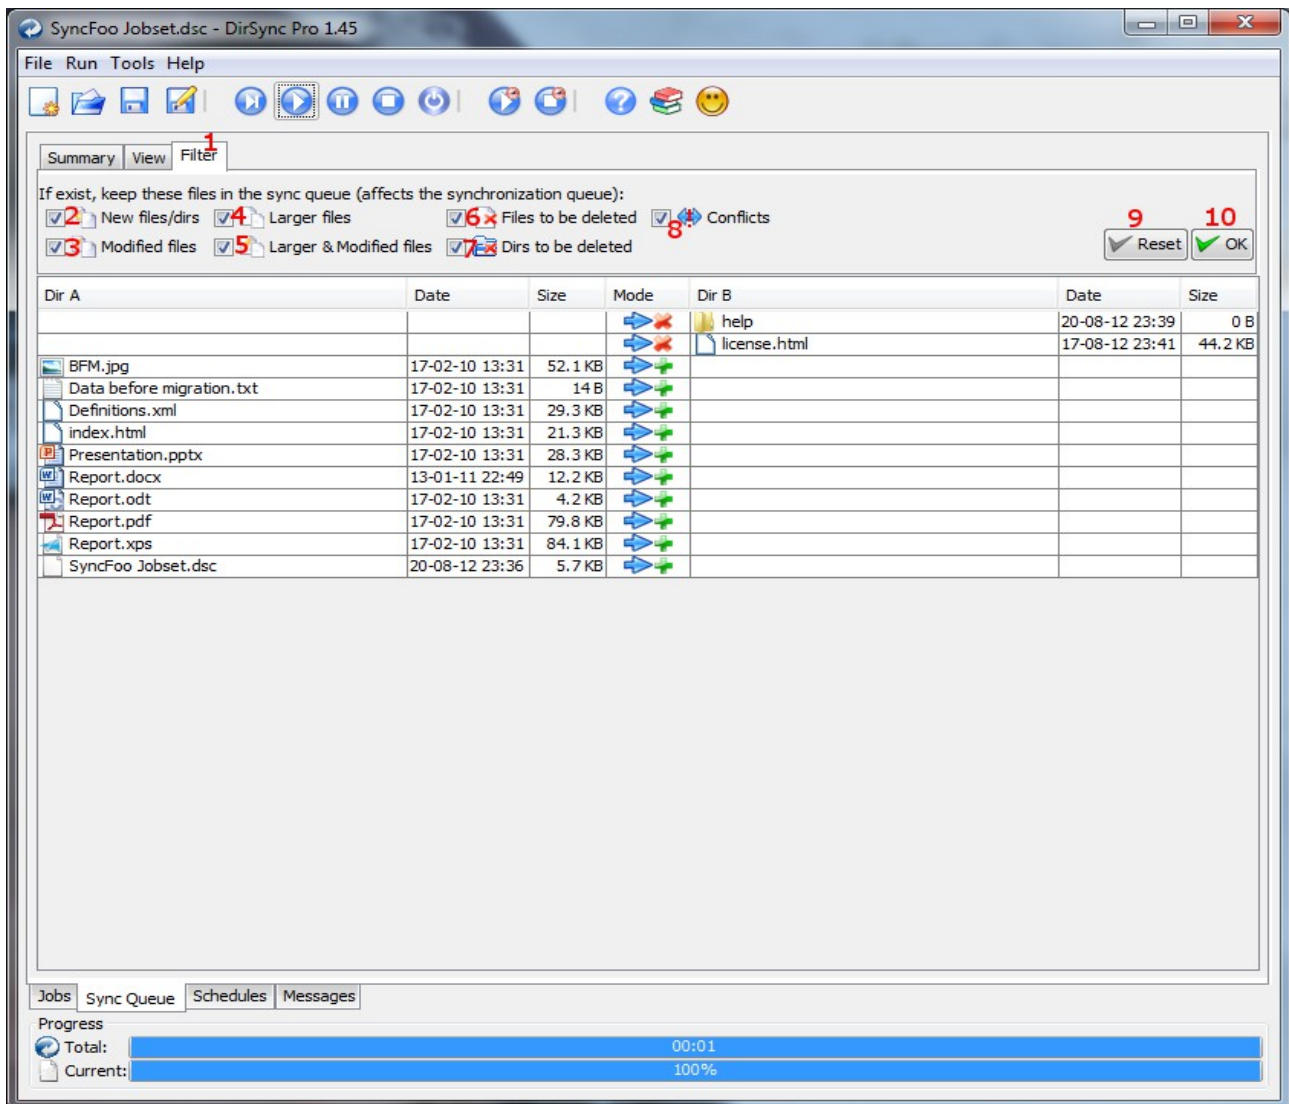 SyncFoo Jobset.dsc - DirSync Pro 1.45
File Run Tools Help
1
Summary View Filter
If exist, keep these files in the sync queue (affects the synchronization queue):
2 New files/dirs 4 Larger files 6 Files to be deleted 8 Conflicts 9 10
3 Modified files 5 Larger & Modified files 7 Dirs to be deleted Reset OK
Dir A Date Size Mode Dir B Date Size
help 20-08-12 23:39 0 B
license.html 17-08-12 23:41 44.2 KB
BFM.jpg 17-02-10 13:31 52.1 KB
Data before migration.txt 17-02-10 13:31 14 B
Definitions.xml 17-02-10 13:31 29.3 KB
index.html 17-02-10 13:31 21.3 KB
Presentation.pptx 17-02-10 13:31 28.3 KB
Report.docx 13-01-11 22:49 12.2 KB
Report.odt 17-02-10 13:31 4.2 KB
Report.pdf 17-02-10 13:31 79.8 KB
Report.xps 17-02-10 13:31 84.1 KB
SyncFoo Jobset.dsc 20-08-12 23:36 5.7 KB
Jobs Sync Queue Schedules Messages
Progress
Total: 00:01
Current: 100%